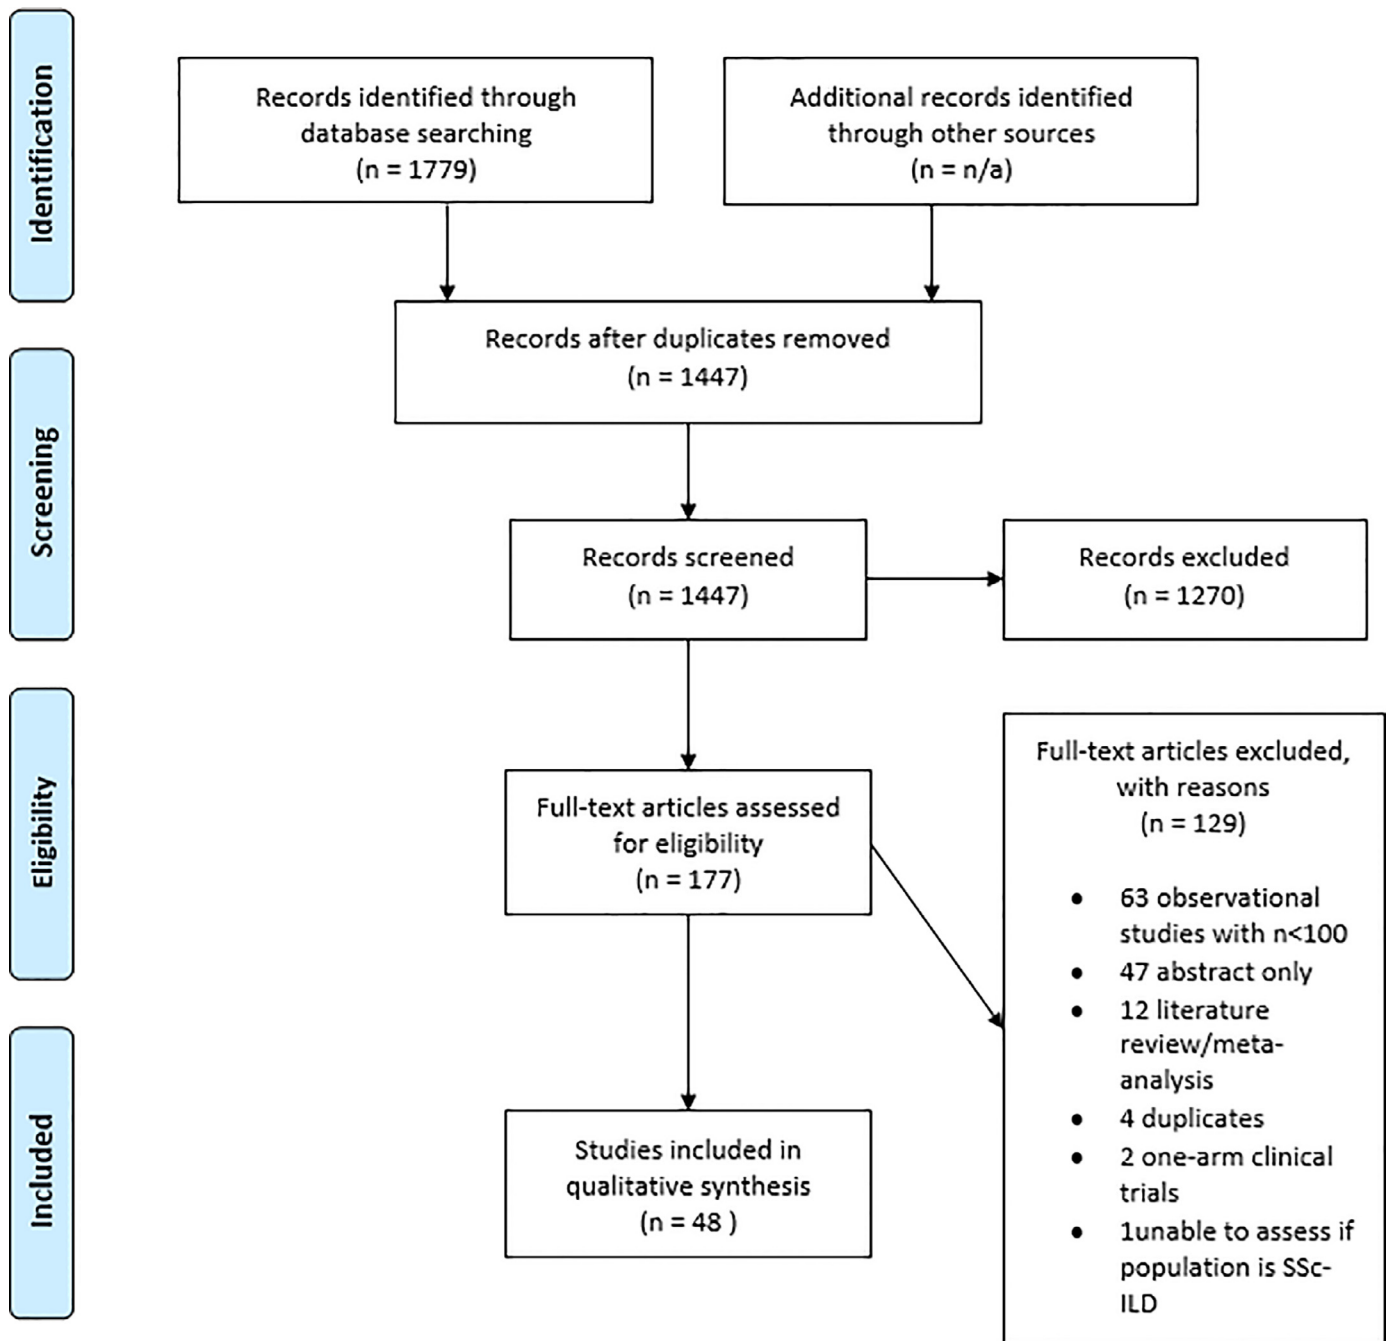 Identification
Records identified through
database searching
(n = 1779)
Additional records identified
through other sources
(n = n/a)
Records after duplicates removed
(n = 1447)
Screening
Records screened
(n = 1447)
Records excluded
(n = 1270)
Eligibility
Full-text articles assessed
for eligibility
(n = 177)
Full-text articles excluded,
with reasons
(n = 129)
• 63 observational
studies with n<100
• 47 abstract only
• 12 literature
review/meta-
analysis
• 4 duplicates
• 2 one-arm clinical
trials
• 1unable to assess if
population is SSc-
ILD
Included
Studies included in
qualitative synthesis
(n = 48 )